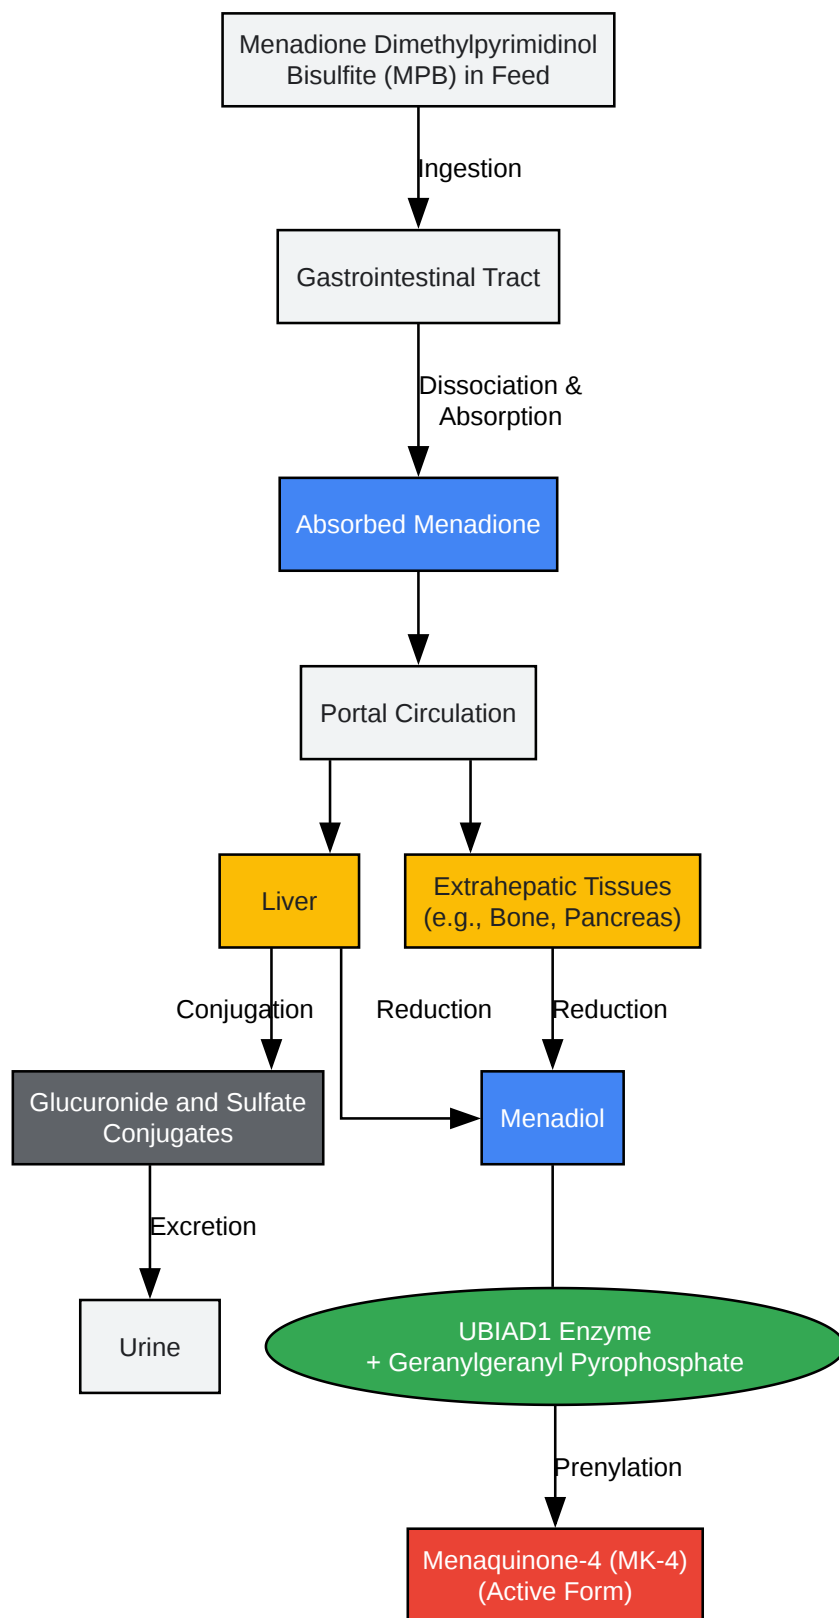 Menadione Dimethylpyrimidinol
Bisulfite (MPB) in Feed
Ingestion
Gastrointestinal Tract
Dissociation &
Absorption
Absorbed Menadione
Portal Circulation
Liver
Extrahepatic Tissues
(e.g., Bone, Pancreas)
Conjugation
Reduction
Reduction
Glucuronide and Sulfate
Conjugates
Menadiol
Excretion
Urine
UBIAD1 Enzyme
+ Geranylgeranyl Pyrophosphate
Prenylation
Menaquinone-4 (MK-4)
(Active Form)